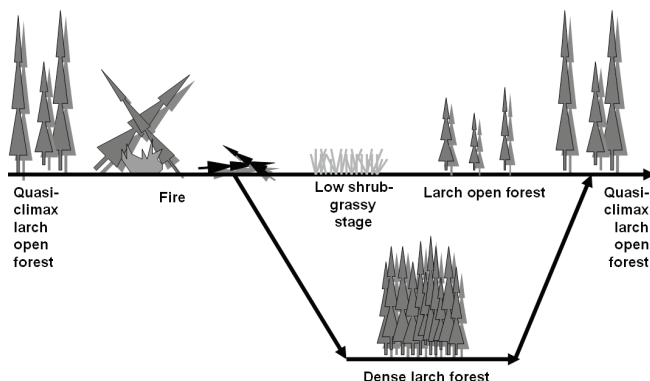 Quasi-
climax
larch
open
forest
Fire
Low shrub-
grassy
stage
Larch open forest
Quasi-
climax
larch
open
forest
Dense larch forest